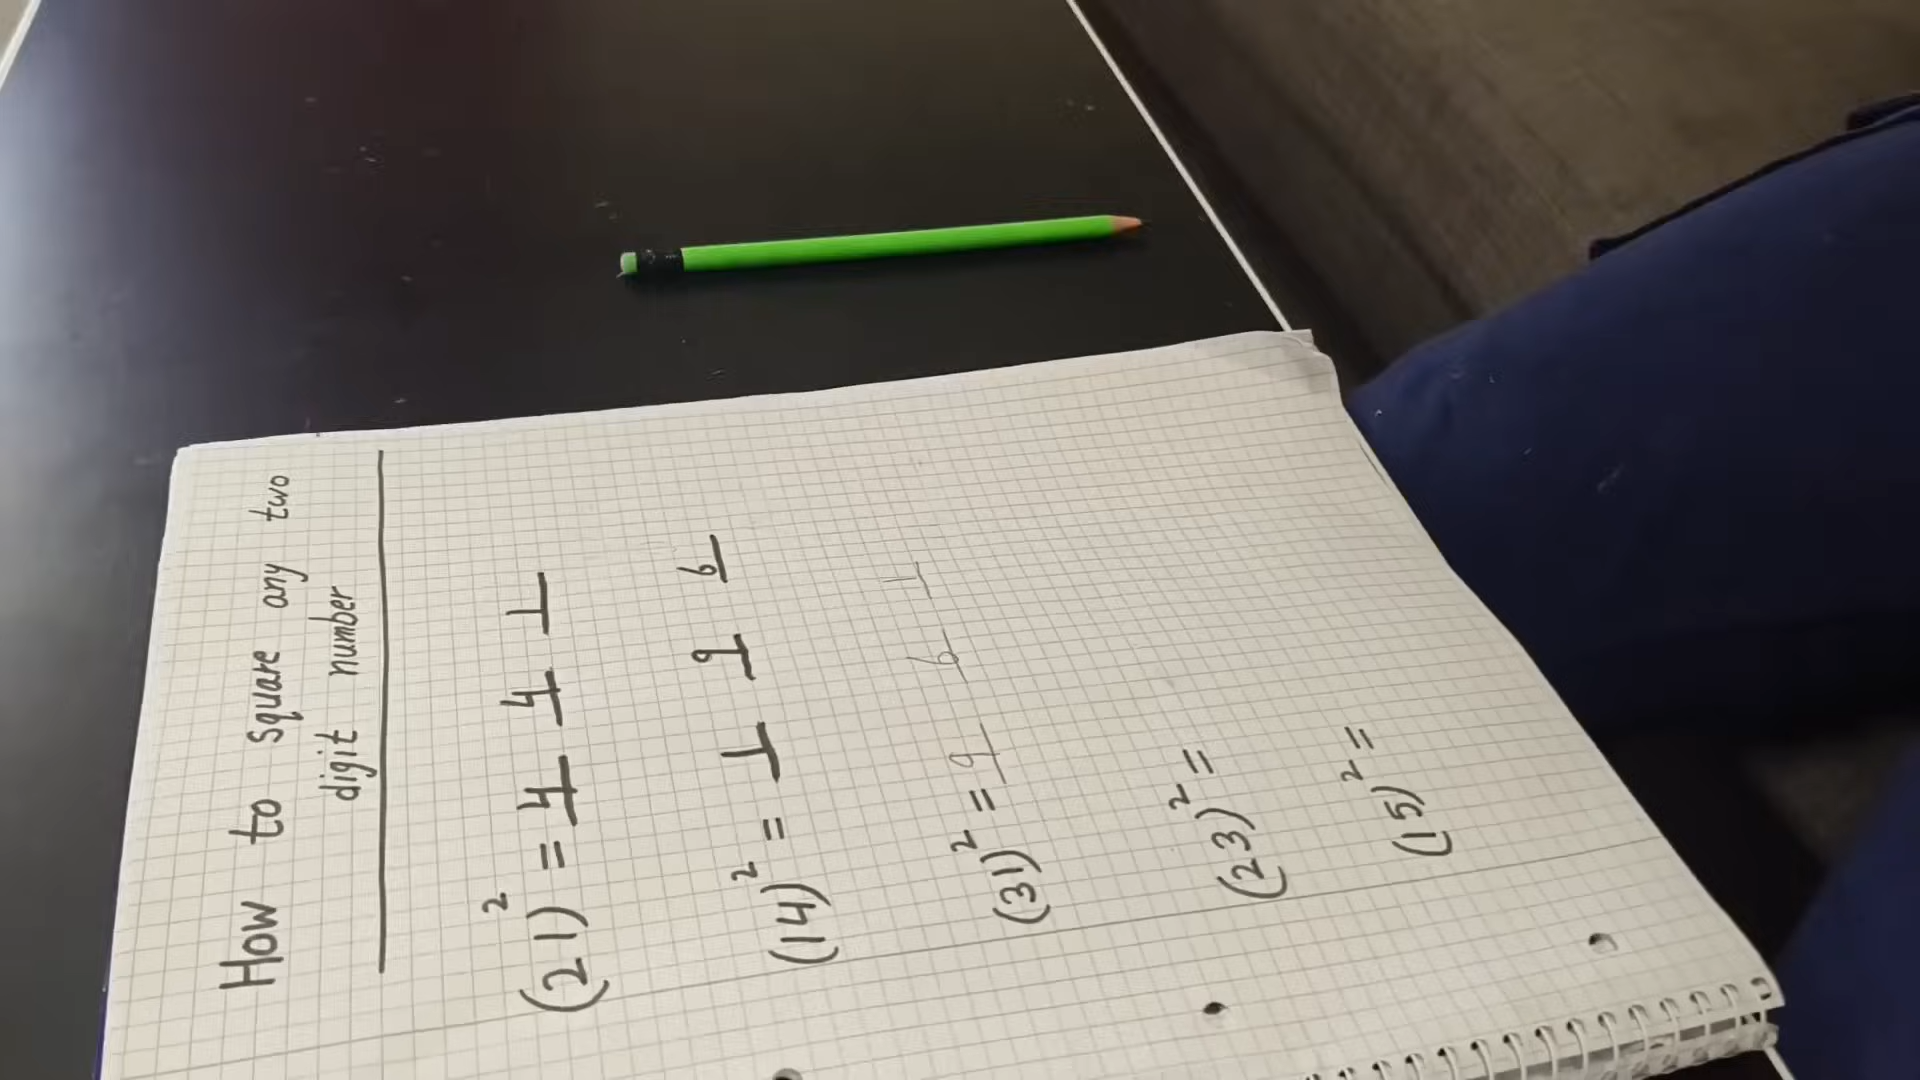 How to square any two
digit number
(21)² = 4 4 1
(14)² = 1 9 6
(31)² = 9 6 1
(23)² =
(15)² =